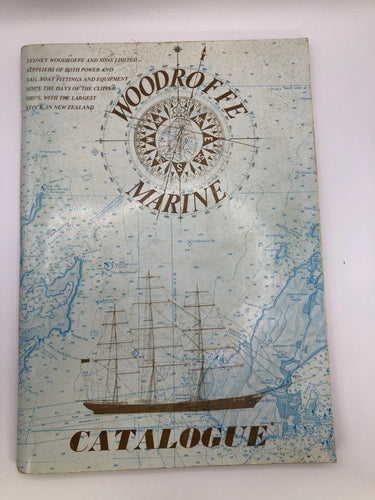 SYDNEY WOODROFFE AND SONS LIMITED
SUPPLIERS OF BOTH POWER AND
SAIL BOAT FITTINGS AND EQUIPMENT
SINCE THE DAYS OF THE CLIPPER
SHIPS, WITH THE LARGEST
STOCK, IN NEW ZEALAND.
WOODROFFE
MARINE
CATALOGUE